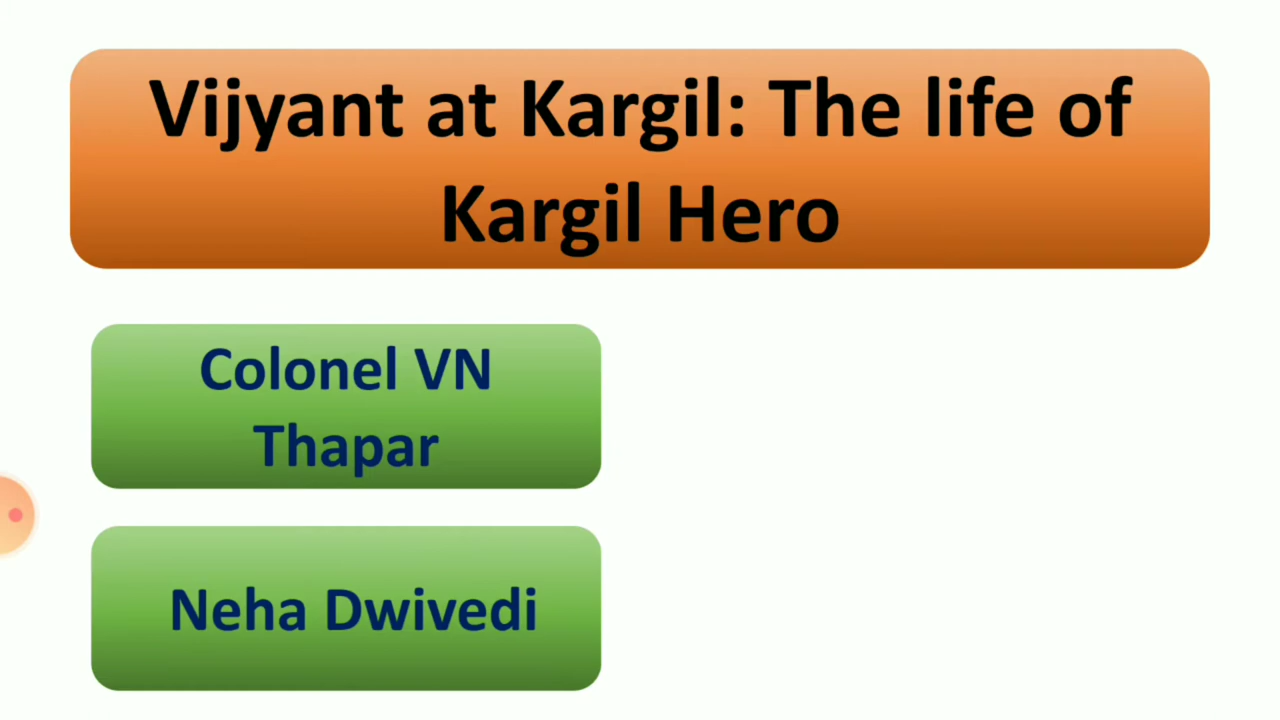 Vijyant at Kargil: The life of
Kargil Hero
Colonel VN
Thapar
Neha Dwivedi